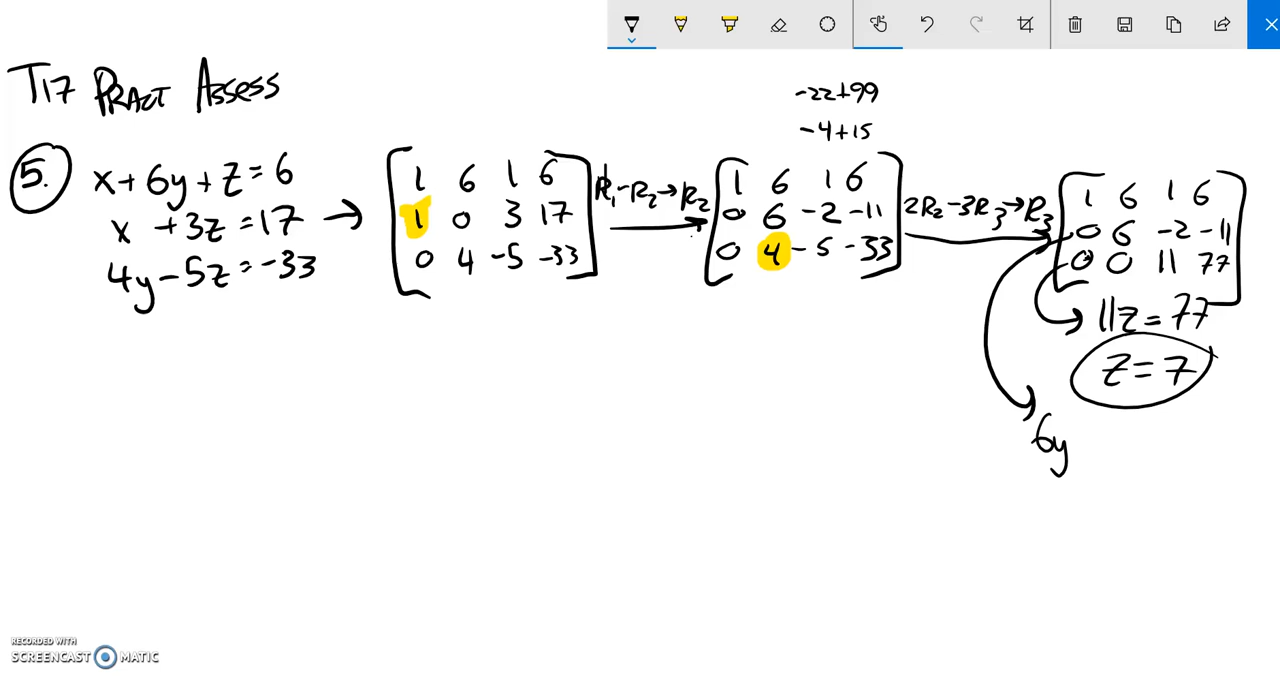 T17 PRACT ASSESS
-22+99
-4+15
5.
x + 6y + z = 6
x + 3z = 17
4y - 5z = -33
→
1 6 1 6
1 0 3 17
0 4 -5 -33
R₁-R₂→R₂
1 6 1 6
0 6 -2 -11
0 4 -5 -33
2R₂-3R₃→R₃
1 6 1 6
0 6 -2 -11
0 0 11 77
11z = 77
z = 7
6y
RECORDED WITH
SCREENCAST MATIC